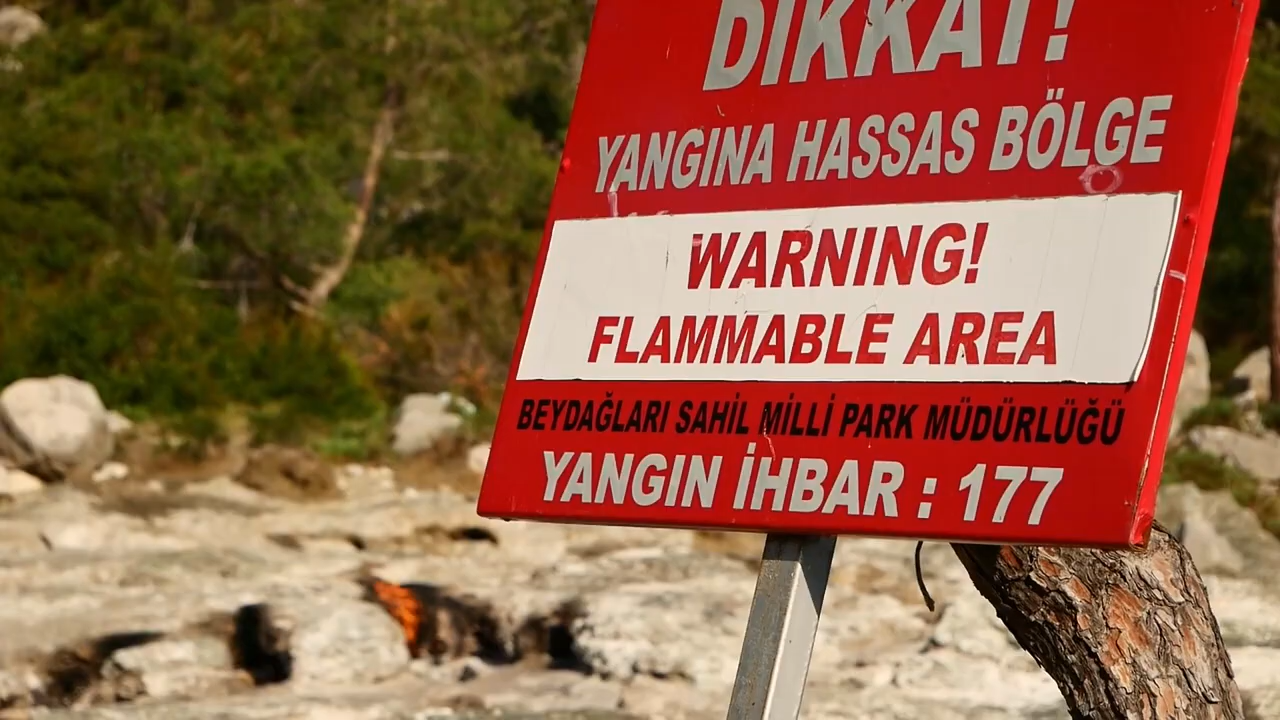 DİKKAT!
YANGINA HASSAS BÖLGE
WARNING!
FLAMMABLE AREA
BEYDAĞLARI SAHİL MİLLİ PARK MÜDÜRLÜĞÜ
YANGIN İHBAR : 177